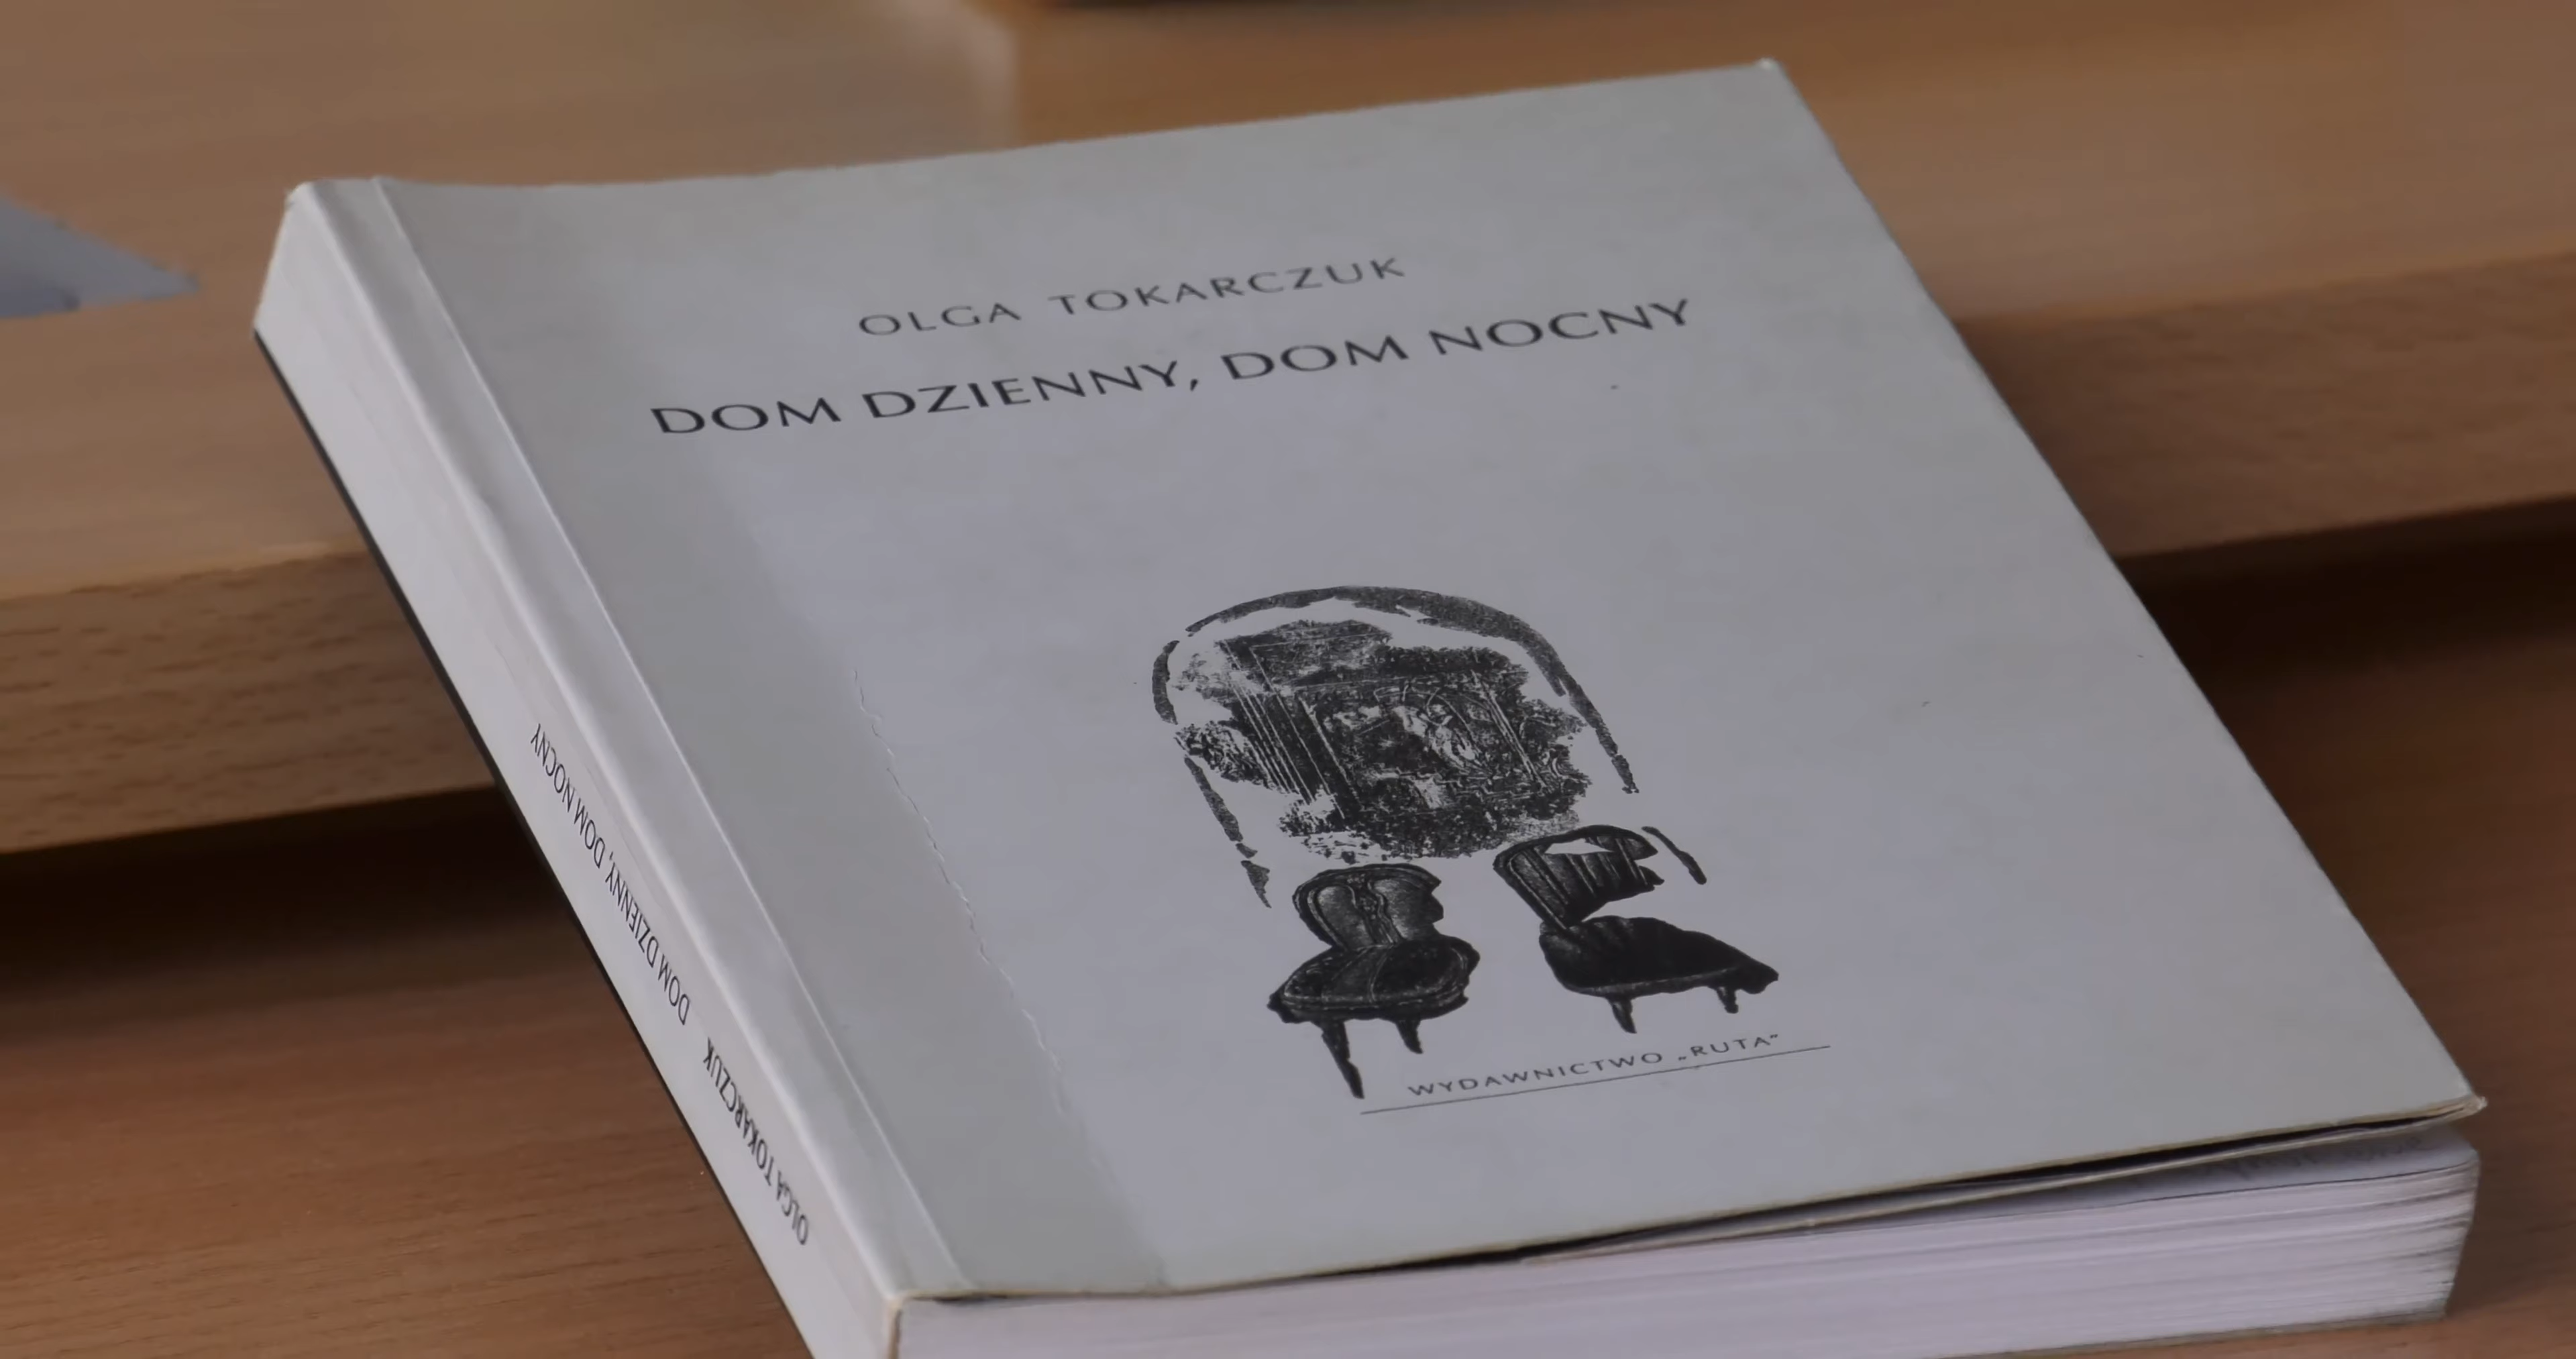 OLGA TOKARCZUK
DOM DZIENNY, DOM NOCNY
WYDAWNICTWO „RUTA”
OLGA TOKARCZUK DOM DZIENNY, DOM NOCNY